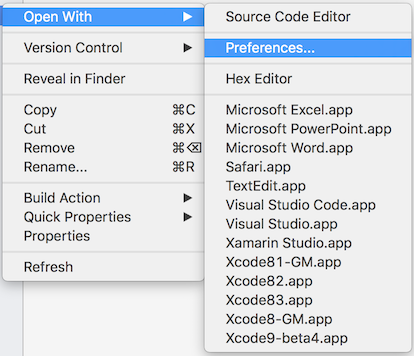 Open With
Version Control
Reveal in Finder
Copy ⌘C
Cut ⌘X
Remove ⌘⌫
Rename... ⌘R
Build Action
Quick Properties
Properties
Refresh
Source Code Editor
Preferences...
Hex Editor
Microsoft Excel.app
Microsoft PowerPoint.app
Microsoft Word.app
Safari.app
TextEdit.app
Visual Studio Code.app
Visual Studio.app
Xamarin Studio.app
Xcode81-GM.app
Xcode82.app
Xcode83.app
Xcode8-GM.app
Xcode9-beta4.app